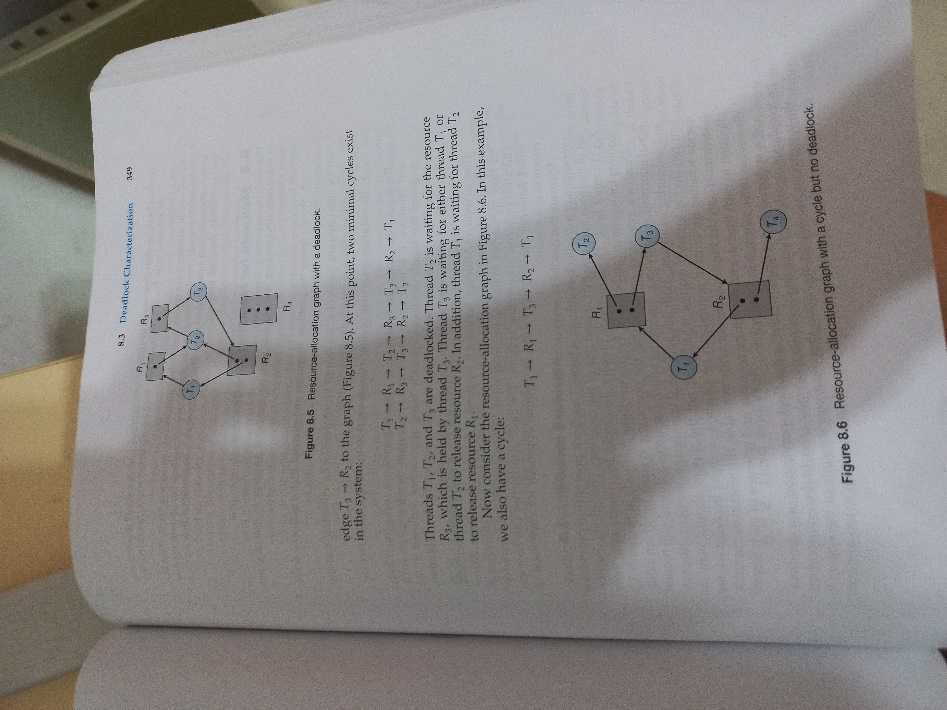 8.3 Deadlock Characterization 349
R₁ R₃
T₁ T₂ T₃
R₂ R₄
Figure 8.5 Resource-allocation graph with a deadlock.
edge T₃ → R₂ to the graph (Figure 8.5). At this point, two minimal cycles exist
in the system:
T₁ → R₁ → T₂ → R₃ → T₃ → R₂ → T₁
T₂ → R₃ → T₃ → R₂ → T₂
Threads T₁, T₂, and T₃ are deadlocked. Thread T₂ is waiting for the resource
R₃, which is held by thread T₃. Thread T₃ is waiting for either thread T₁ or
thread T₂ to release resource R₂. In addition, thread T₁ is waiting for thread T₂
to release resource R₁.
Now consider the resource-allocation graph in Figure 8.6. In this example,
we also have a cycle:
T₁ → R₁ → T₃ → R₂ → T₁
R₁ T₂
T₁ T₃
R₂
T₄
Figure 8.6 Resource-allocation graph with a cycle but no deadlock.